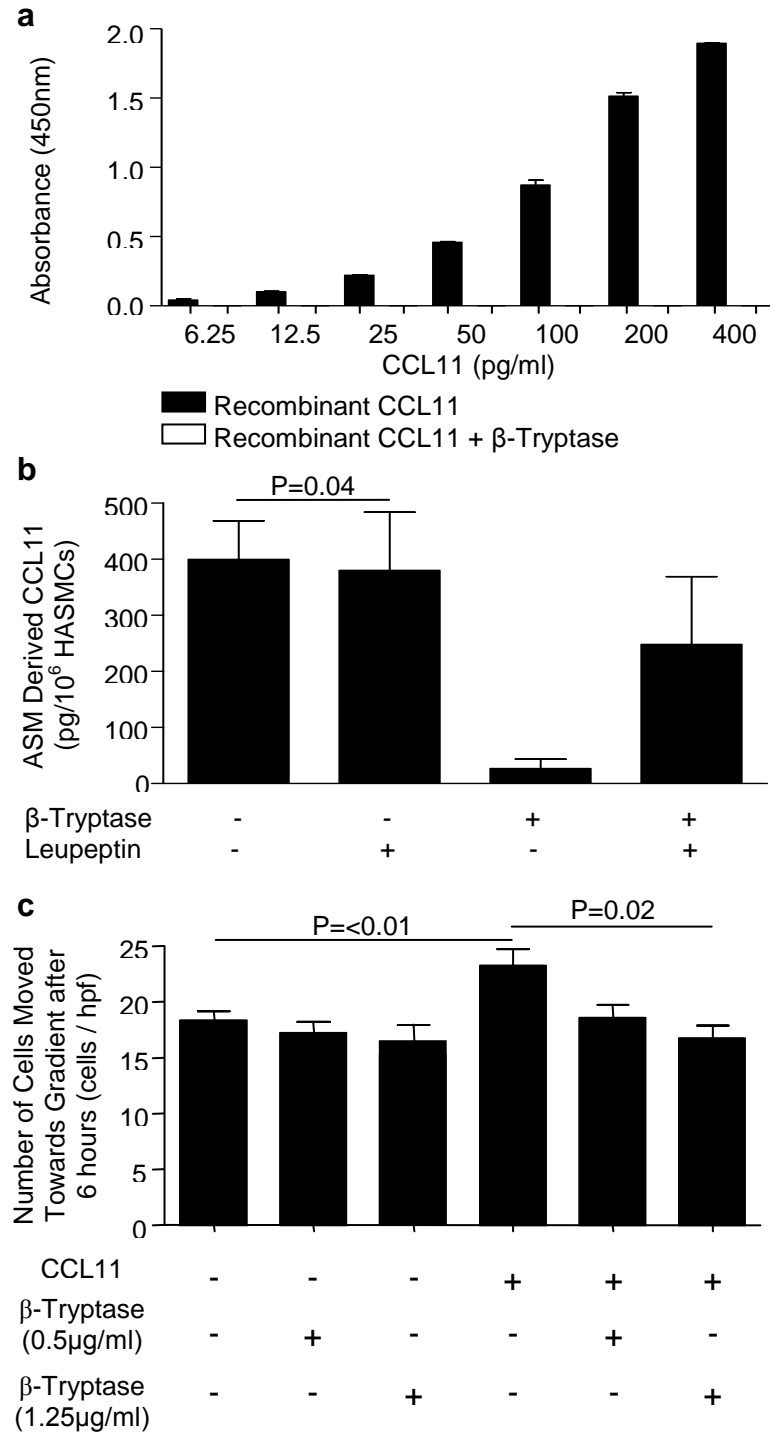 a
Absorbance (450nm)
2.0
1.5
1.0
0.5
0.0
6.25 12.5 25 50 100 200 400
CCL11 (pg/ml)
Recombinant CCL11
Recombinant CCL11 + β-Tryptase
b
P=0.04
ASM Derived CCL11
(pg/10⁶ HASMCs)
500
400
300
200
100
0
β-Tryptase - - + +
Leupeptin - + - +
c
P=<0.01
P=0.02
Number of Cells Moved
Towards Gradient after
6 hours (cells / hpf)
25
20
15
10
5
0
CCL11 - - - + + +
β-Tryptase
(0.5µg/ml) - + - - + -
β-Tryptase
(1.25µg/ml) - - + - - +